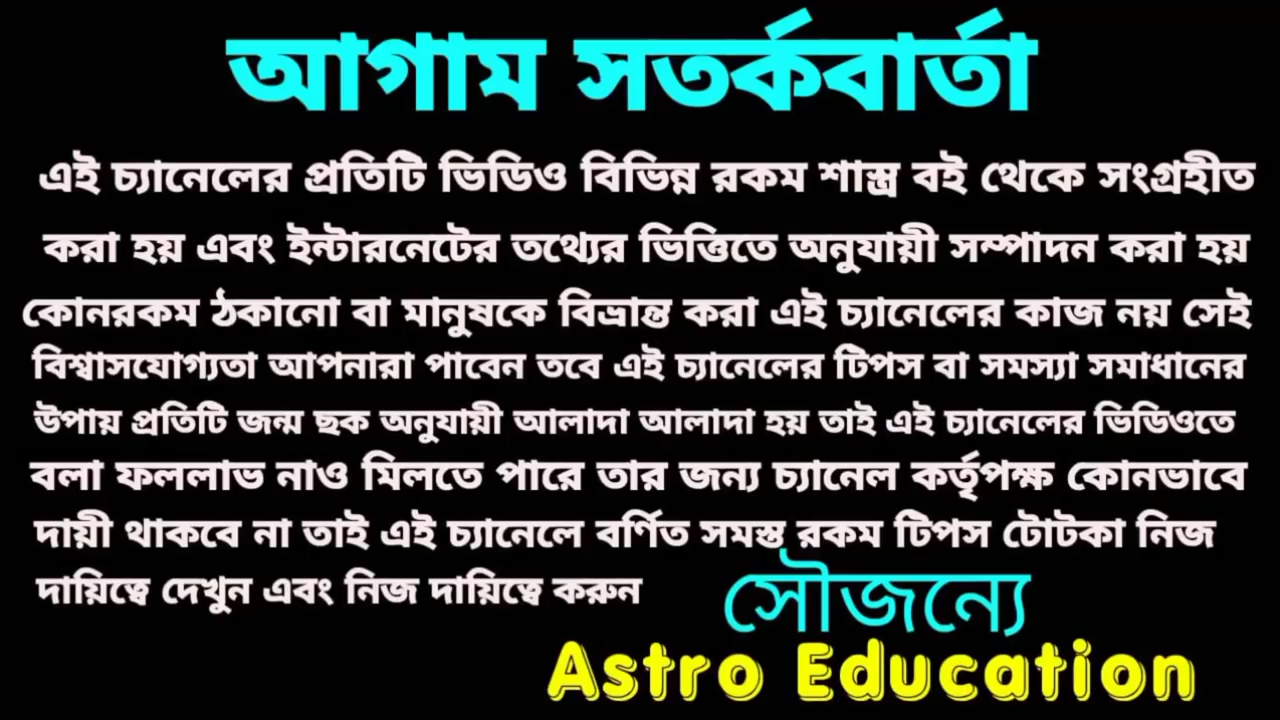 আগাম সতর্কবার্তা
এই চ্যানেলের প্রতিটি ভিডিও বিভিন্ন রকম শাস্ত্র বই থেকে সংগ্রহীত
করা হয় এবং ইন্টারনেটের তথ্যের ভিত্তিতে অনুযায়ী সম্পাদন করা হয়
কোনরকম ঠকানো বা মানুষকে বিভ্রান্ত করা এই চ্যানেলের কাজ নয় সেই
বিশ্বাসযোগ্যতা আপনারা পাবেন তবে এই চ্যানেলের টিপস বা সমস্যা সমাধানের
উপায় প্রতিটি জন্ম ছক অনুযায়ী আলাদা আলাদা হয় তাই এই চ্যানেলের ভিডিওতে
বলা ফললাভ নাও মিলতে পারে তার জন্য চ্যানেল কর্তৃপক্ষ কোনভাবে
দায়ী থাকবে না তাই এই চ্যানেলে বর্ণিত সমস্ত রকম টিপস টোটকা নিজ
দায়িত্বে দেখুন এবং নিজ দায়িত্বে করুন
সৌজন্যে
Astro Education